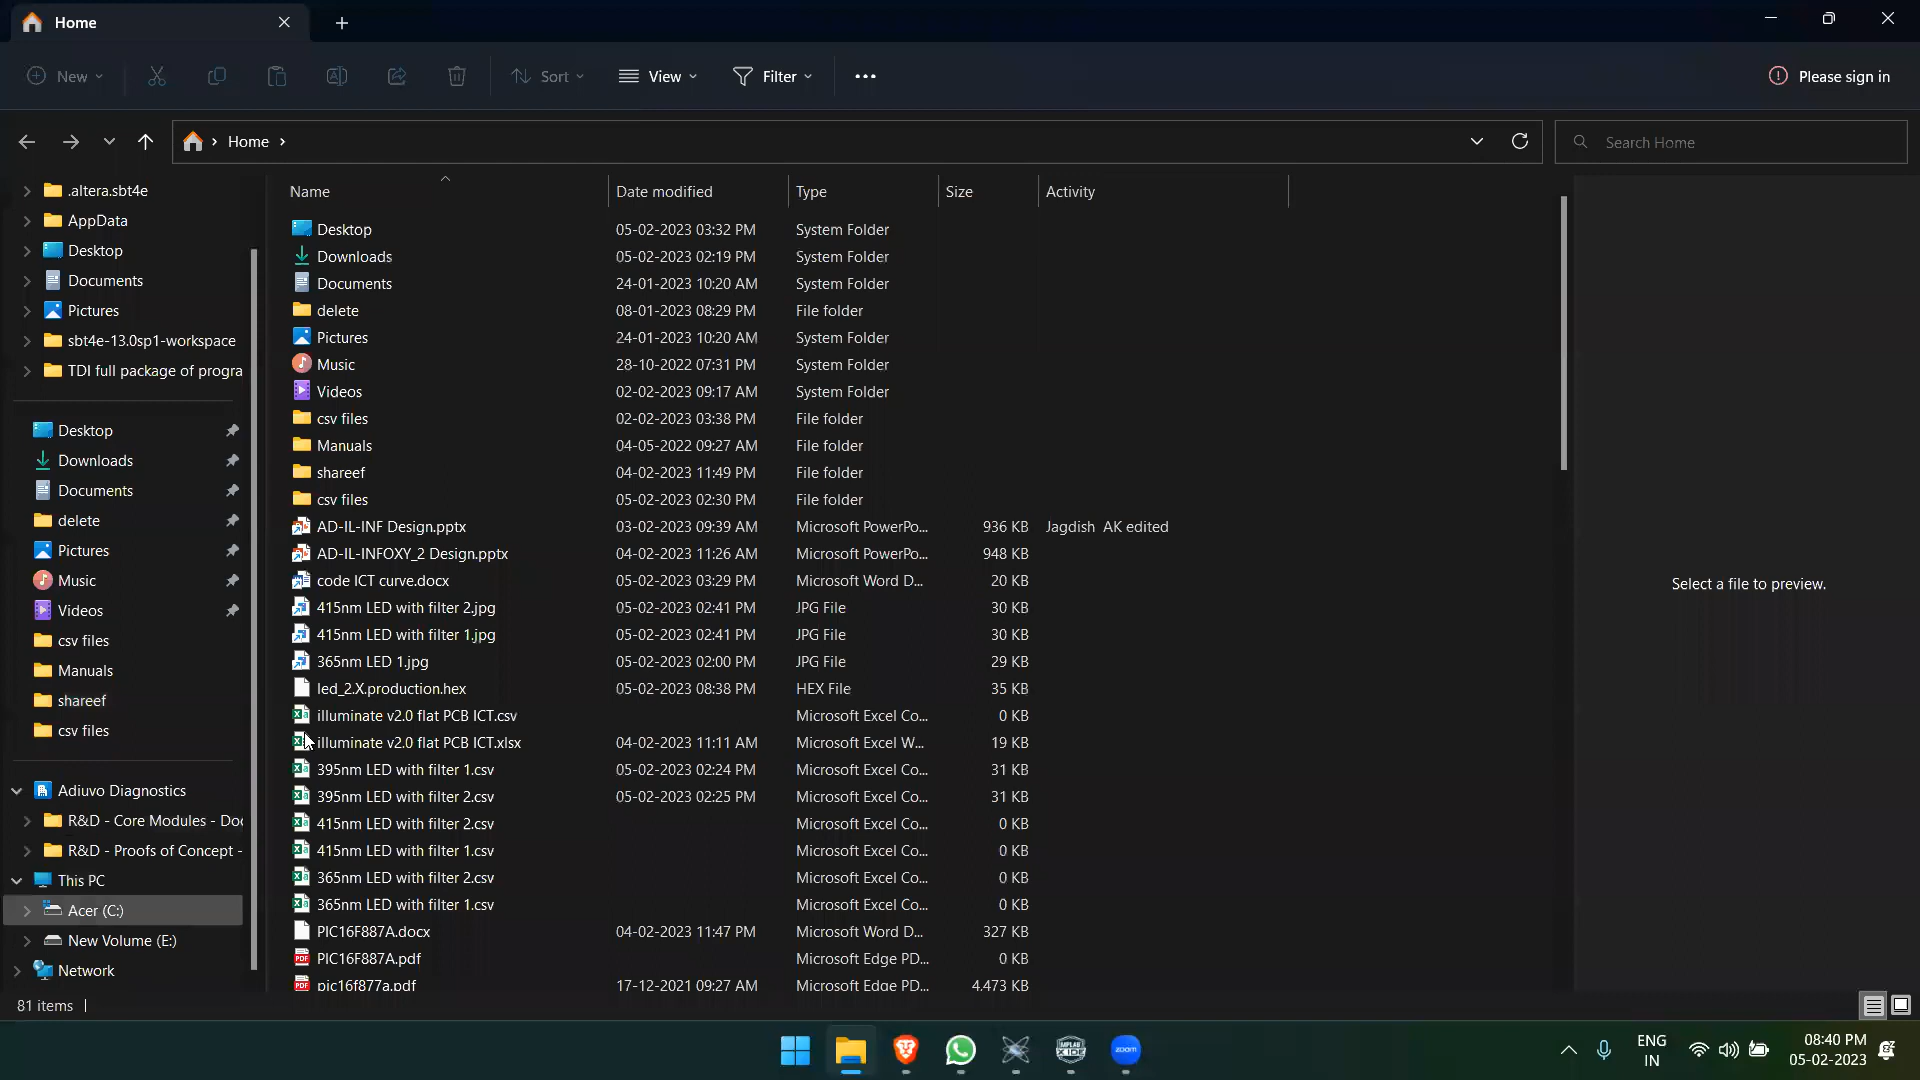 Home
New
Sort
View
Filter
Please sign in
Home
Search Home
.altera.sbt4e
AppData
Desktop
Documents
Pictures
sbt4e-13.0sp1-workspace
TDI full package of progra
Desktop
Downloads
Documents
delete
Pictures
Music
Videos
csv files
Manuals
shareef
csv files
Adiuvo Diagnostics
R&D - Core Modules - Do
R&D - Proofs of Concept -
This PC
Acer (C:)
New Volume (E:)
Network
Name Date modified Type Size Activity
Desktop 05-02-2023 03:32 PM System Folder
Downloads 05-02-2023 02:19 PM System Folder
Documents 24-01-2023 10:20 AM System Folder
delete 08-01-2023 08:29 PM File folder
Pictures 24-01-2023 10:20 AM System Folder
Music 28-10-2022 07:31 PM System Folder
Videos 02-02-2023 09:17 AM System Folder
csv files 02-02-2023 03:38 PM File folder
Manuals 04-05-2022 09:27 AM File folder
shareef 04-02-2023 11:49 PM File folder
csv files 05-02-2023 02:30 PM File folder
AD-IL-INF Design.pptx 03-02-2023 09:39 AM Microsoft PowerPo... 936 KB Jagdish AK edited
AD-IL-INFOXY_2 Design.pptx 04-02-2023 11:26 AM Microsoft PowerPo... 948 KB
code ICT curve.docx 05-02-2023 03:29 PM Microsoft Word D... 20 KB
415nm LED with filter 2.jpg 05-02-2023 02:41 PM JPG File 30 KB
415nm LED with filter 1.jpg 05-02-2023 02:41 PM JPG File 30 KB
365nm LED 1.jpg 05-02-2023 02:00 PM JPG File 29 KB
led_2.X.production.hex 05-02-2023 08:38 PM HEX File 35 KB
illuminate v2.0 flat PCB ICT.csv Microsoft Excel Co... 0 KB
illuminate v2.0 flat PCB ICT.xlsx 04-02-2023 11:11 AM Microsoft Excel W... 19 KB
395nm LED with filter 1.csv 05-02-2023 02:24 PM Microsoft Excel Co... 31 KB
395nm LED with filter 2.csv 05-02-2023 02:25 PM Microsoft Excel Co... 31 KB
415nm LED with filter 2.csv Microsoft Excel Co... 0 KB
415nm LED with filter 1.csv Microsoft Excel Co... 0 KB
365nm LED with filter 2.csv Microsoft Excel Co... 0 KB
365nm LED with filter 1.csv Microsoft Excel Co... 0 KB
PIC16F887A.docx 04-02-2023 11:47 PM Microsoft Word D... 327 KB
PIC16F887A.pdf Microsoft Edge PD... 0 KB
pic16f877a.pdf 17-12-2021 09:27 AM Microsoft Edge PD... 4,473 KB
Select a file to preview.
81 items
MPLAB
X IDE
zoom
ENG
IN
08:40 PM
05-02-2023